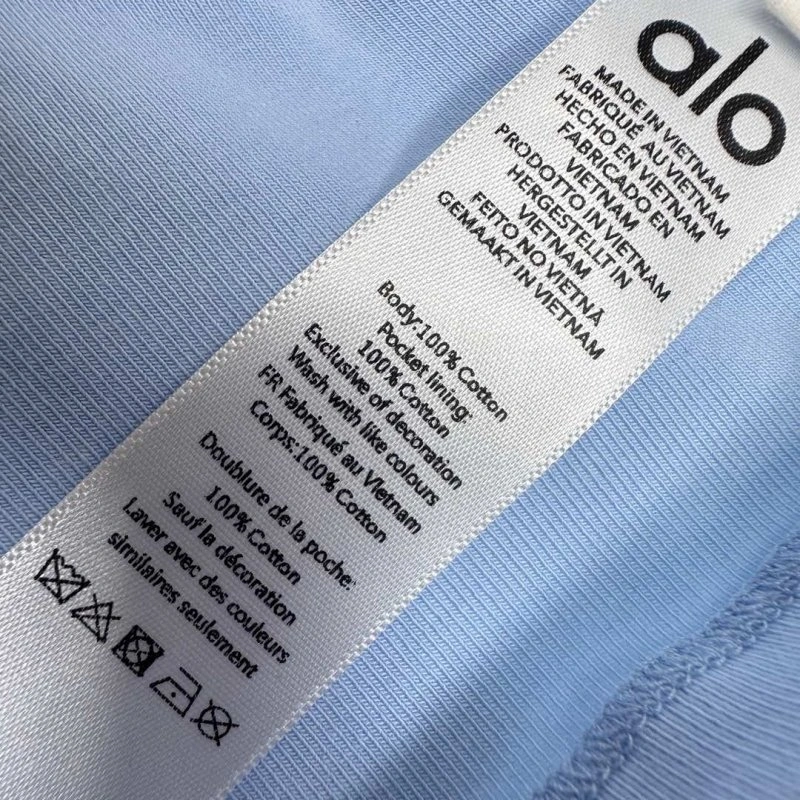 alo
MADE IN VIETNAM
FABRIQUÉ AU VIETNAM
HECHO EN VIETNAM
FABRICADO EN
VIETNAM
PRODOTTO IN VIETNAM
HERGESTELLT IN
VIETNAM
FEITO NO VIETNÃ
GEMAAKT IN VIETNAM
Body:100% Cotton
Pocket lining:
100% Cotton
Exclusive of decoration
Wash with like colours
FR Fabriqué au Vietnam
Corps:100% Cotton
Doublure de la poche:
100% Cotton
Sauf la décoration
Laver avec des couleurs
similaires seulement